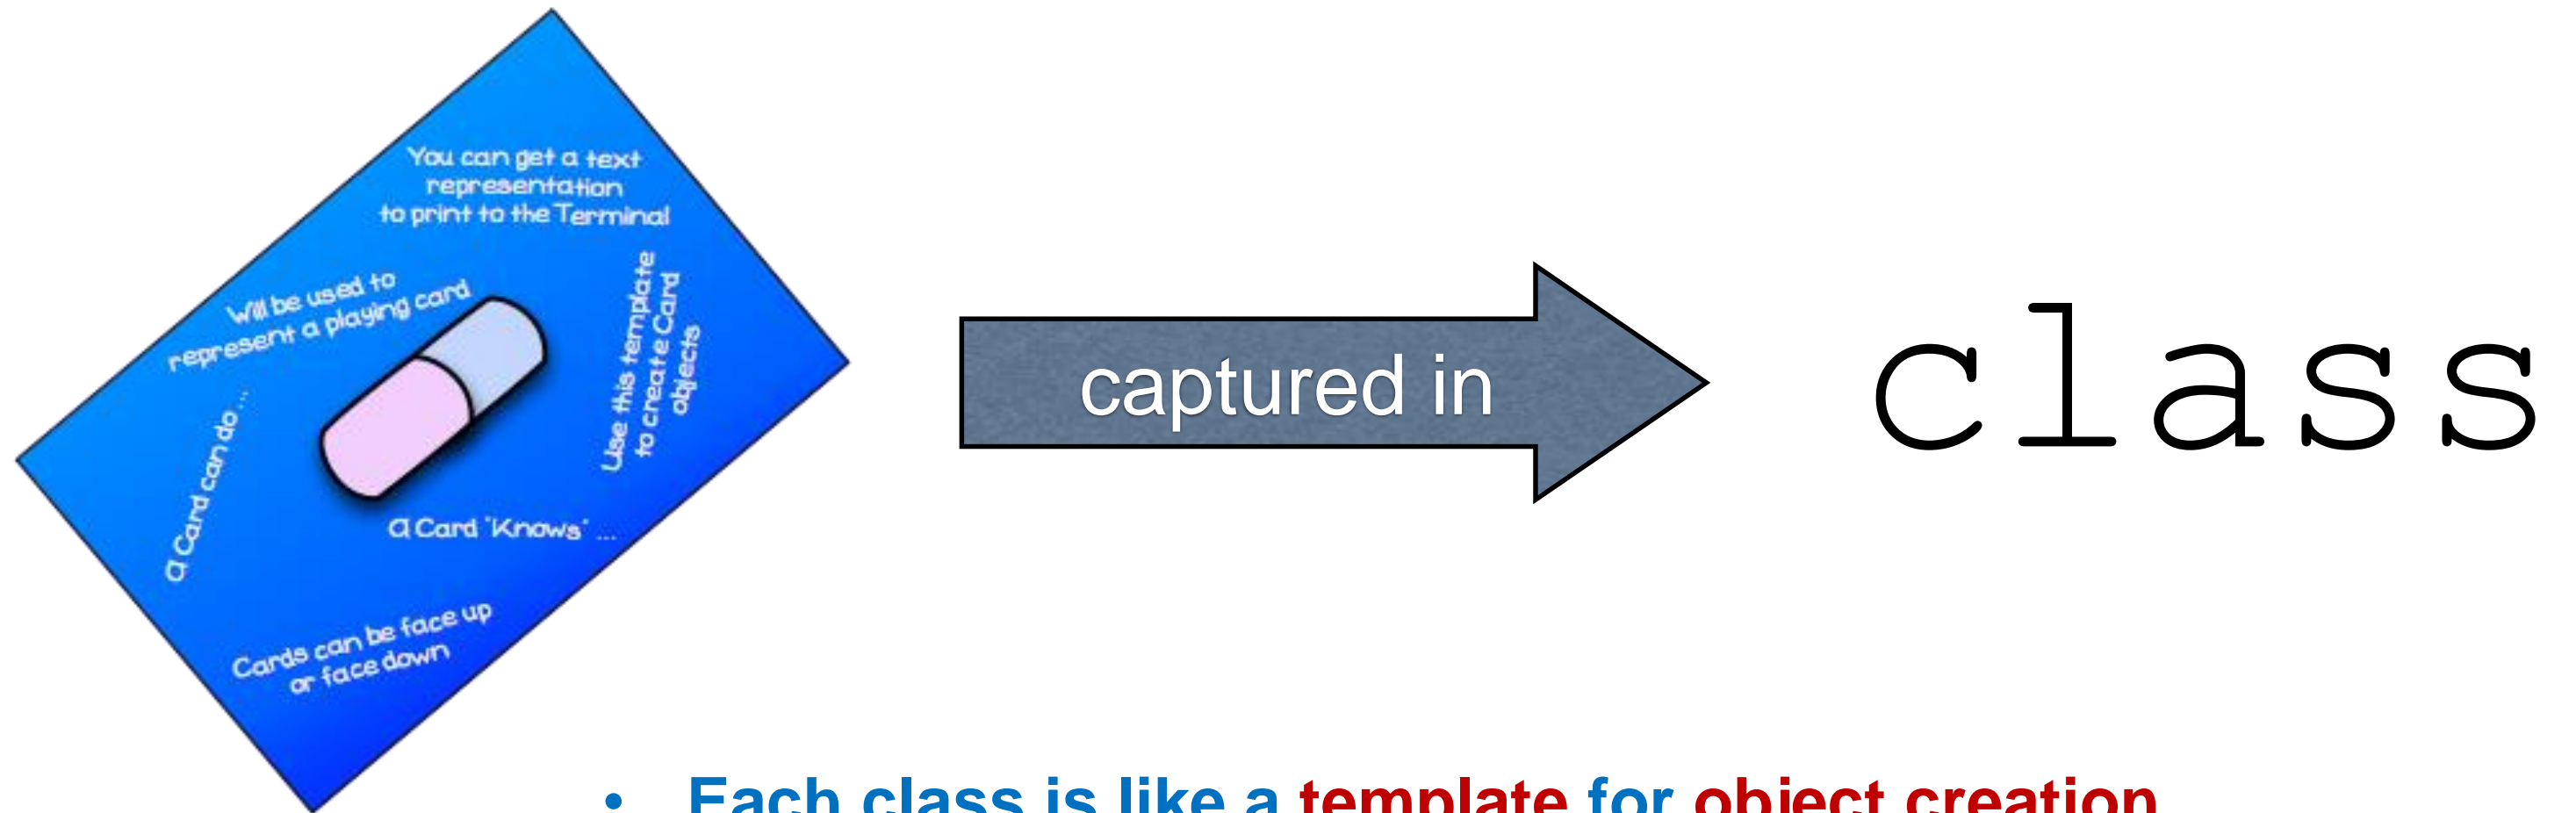 You can get a text
representation
to print to the Terminal
Will be used to
represent a playing card
Use this template
to create Card
objects
a Card can do ...
a Card 'Knows' ...
Cards can be face up
or face down
captured in
class
• Each class is like a template for object creation